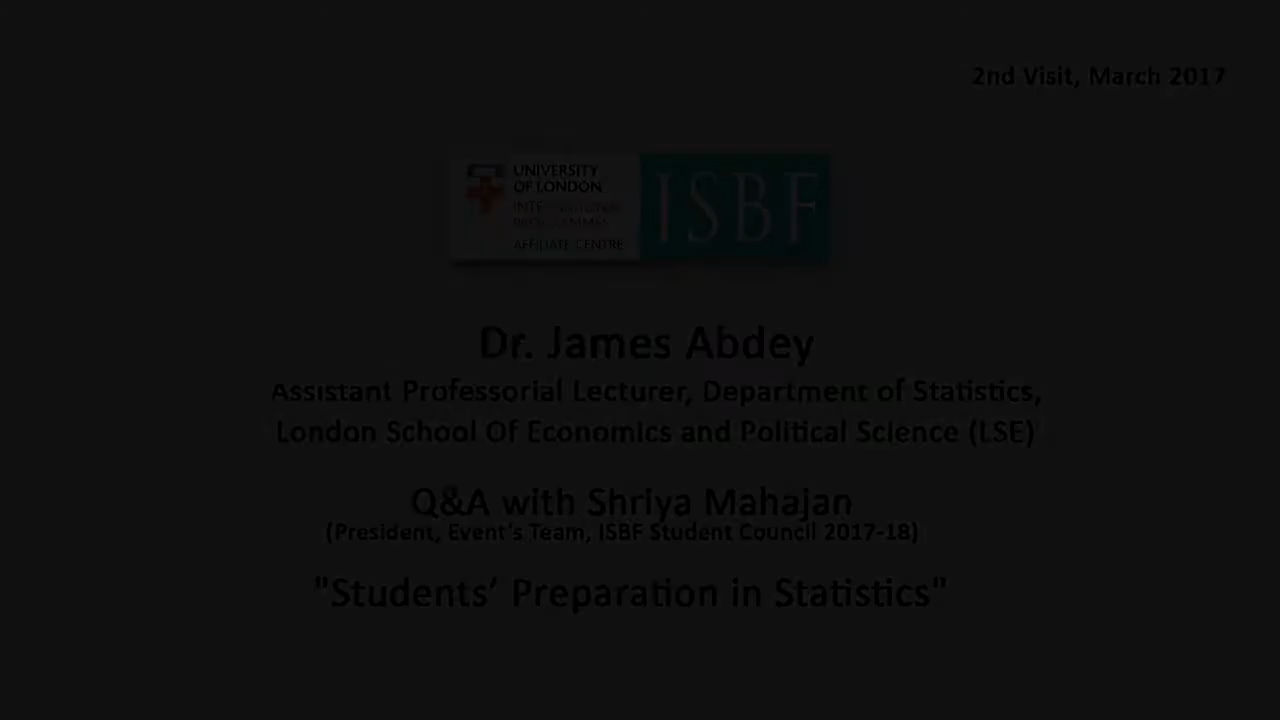 2nd Visit, March 2017
UNIVERSITY
OF LONDON
INTERNATIONAL
PROGRAMMES
AFFILIATE CENTRE
ISBF
Dr. James Abdey
Assistant Professorial Lecturer, Department of Statistics,
London School Of Economics and Political Science (LSE)
Q&A with Shriya Mahajan
(President, Event's Team, ISBF Student Council 2017-18)
"Students’ Preparation in Statistics"